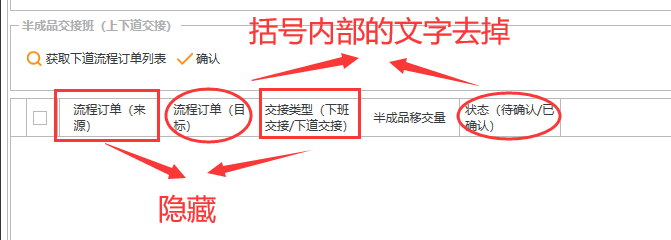 半成品交接班（上下道交接）
括号内部的文字去掉
获取下道流程订单列表 确认
流程订单（来
源）
流程订单（目
标）
交接类型（下班
交接/下道交接）
半成品移交量
状态（待确认/已
确认）
隐藏